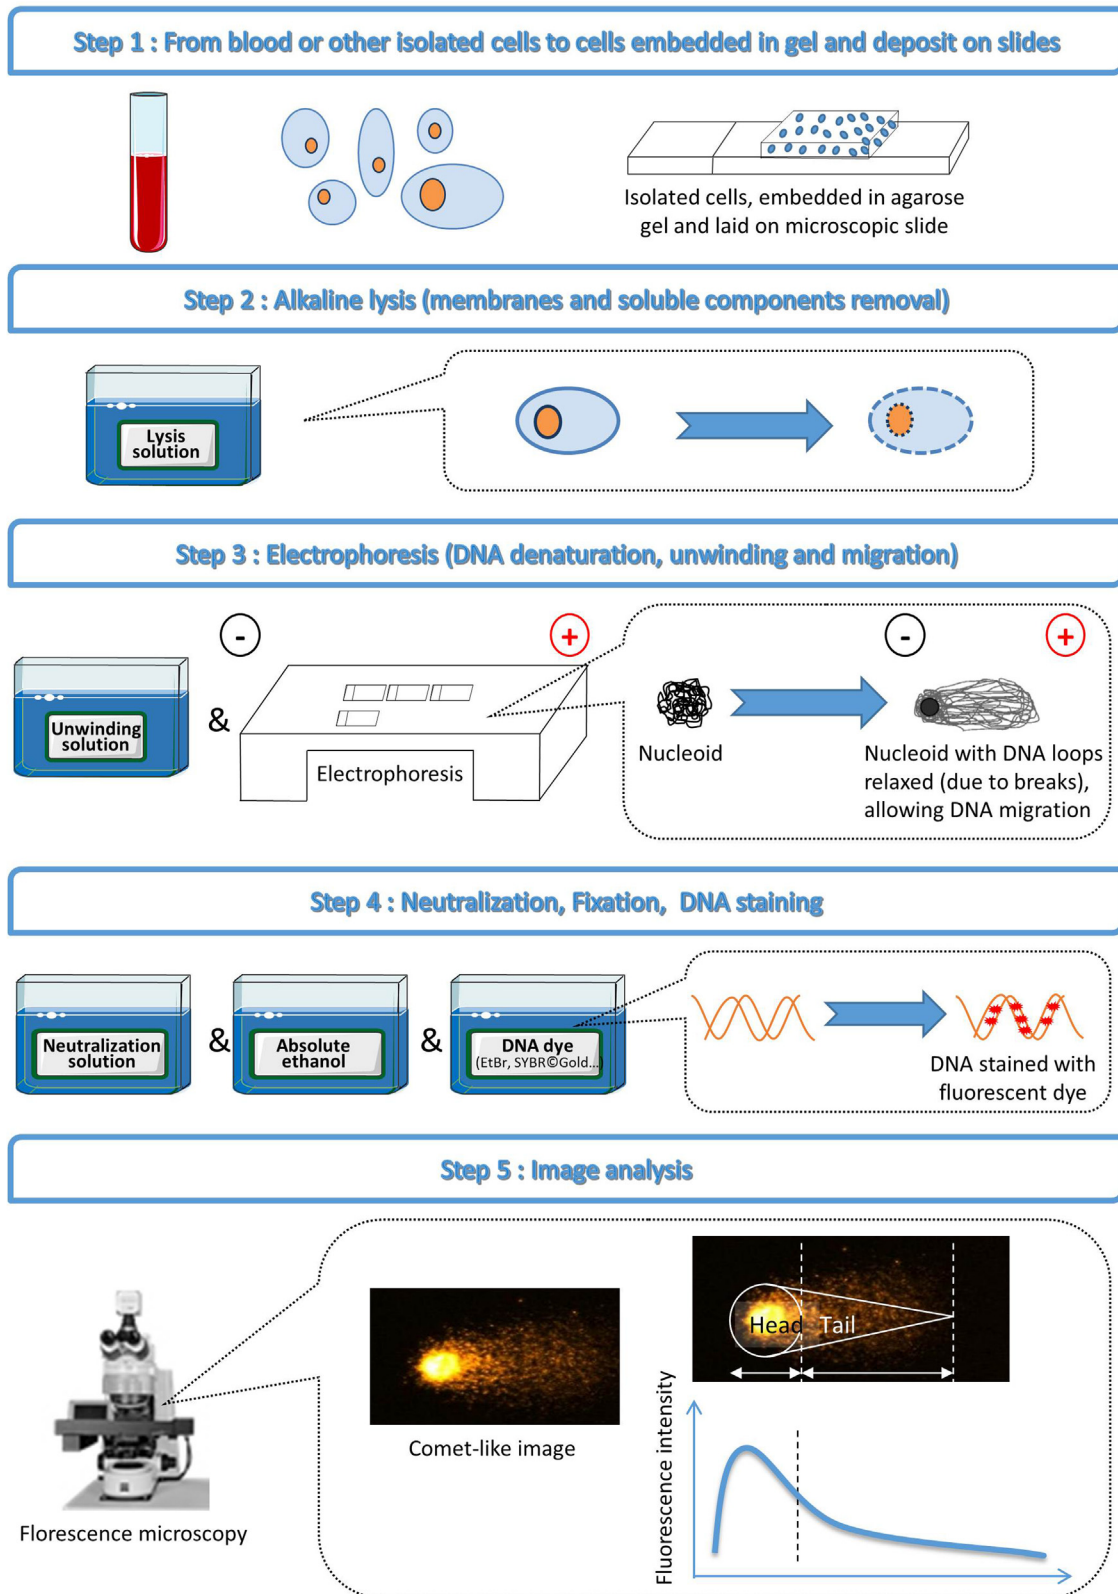 Step 1 : From blood or other isolated cells to cells embedded in gel and deposit on slides
Isolated cells, embedded in agarose
gel and laid on microscopic slide
Step 2 : Alkaline lysis (membranes and soluble components removal)
Lysis
solution
Step 3 : Electrophoresis (DNA denaturation, unwinding and migration)
-
+
-
+
Unwinding
solution
&
Electrophoresis
Nucleoid
Nucleoid with DNA loops
relaxed (due to breaks),
allowing DNA migration
Step 4 : Neutralization, Fixation, DNA staining
Neutralization
solution
&
Absolute
ethanol
&
DNA dye
(EtBr, SYBR©Gold...)
DNA stained with
fluorescent dye
Step 5 : Image analysis
Florescence microscopy
Comet-like image
Head
Tail
Fluorescence intensity